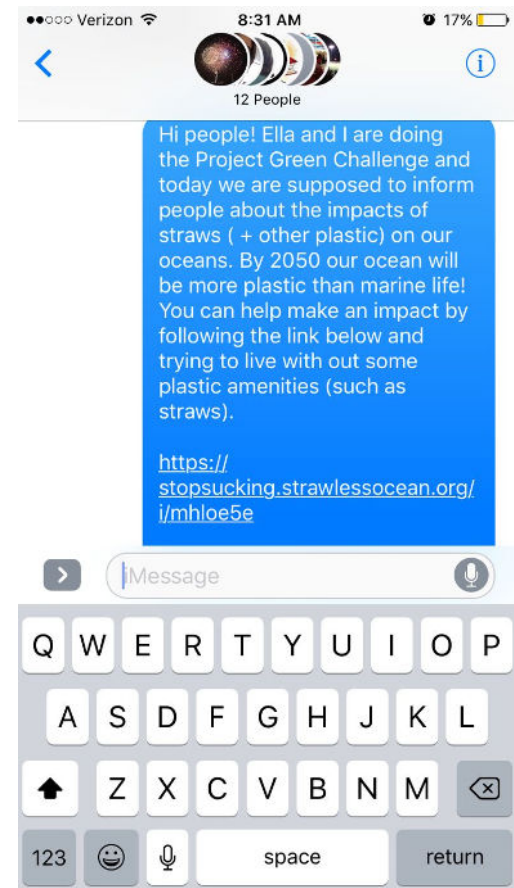 Verizon 8:31 AM 17%
12 People
Hi people! Ella and I are doing
the Project Green Challenge and
today we are supposed to inform
people about the impacts of
straws ( + other plastic) on our
oceans. By 2050 our ocean will
be more plastic than marine life!
You can help make an impact by
following the link below and
trying to live with out some
plastic amenities (such as
straws).
https://
stopsucking.strawlessocean.org/
i/mhloe5e
iMessage
Q W E R T Y U I O P
A S D F G H J K L
Z X C V B N M
123 space return